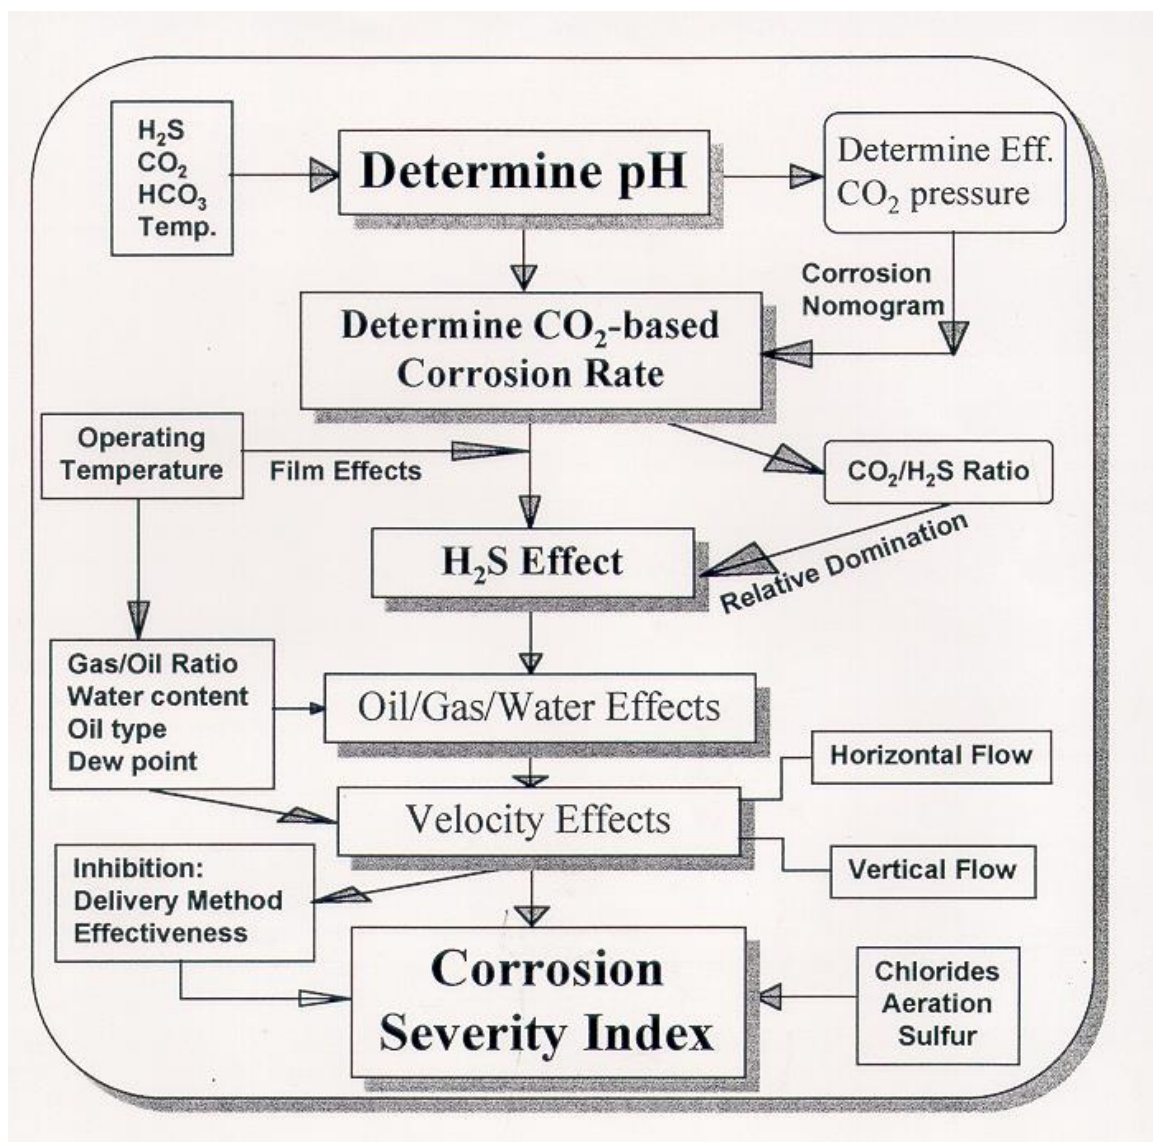 H₂S
CO₂
HCO₃
Temp.
Determine pH
Determine Eff.
CO₂ pressure
Corrosion
Nomogram
Determine CO₂-based
Corrosion Rate
Operating
Temperature
Film Effects
CO₂/H₂S Ratio
H₂S Effect
Relative Domination
Gas/Oil Ratio
Water content
Oil type
Dew point
Oil/Gas/Water Effects
Horizontal Flow
Velocity Effects
Vertical Flow
Inhibition:
Delivery Method
Effectiveness
Corrosion
Severity Index
Chlorides
Aeration
Sulfur